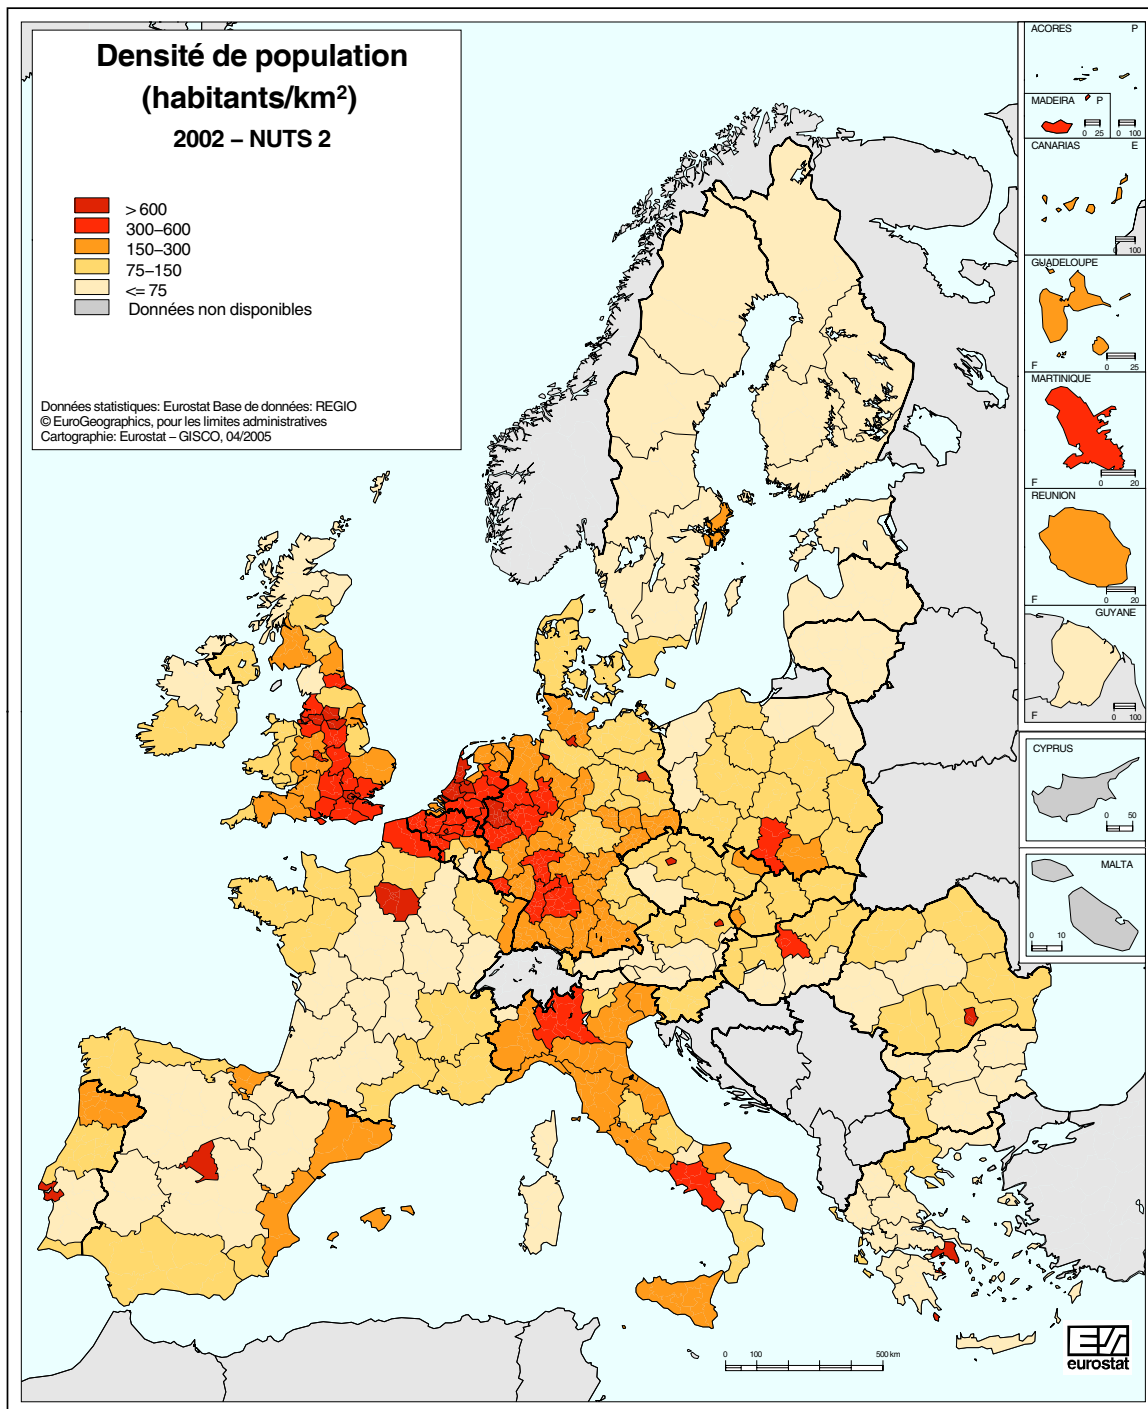 Densité de population
(habitants/km²)
2002 – NUTS 2
> 600
300–600
150–300
75–150
<= 75
Données non disponibles
Données statistiques: Eurostat Base de données: REGIO
© EuroGeographics, pour les limites administratives
Cartographie: Eurostat – GISCO, 04/2005
ACORES P
MADEIRA P
0 25 0 100
CANARIAS E
0 100
GUADELOUPE
F 0 25
MARTINIQUE
F 0 20
REUNION
F 0 20
GUYANE
F 0 100
CYPRUS
0 50
MALTA
0 10
0 100 500 km
eurostat